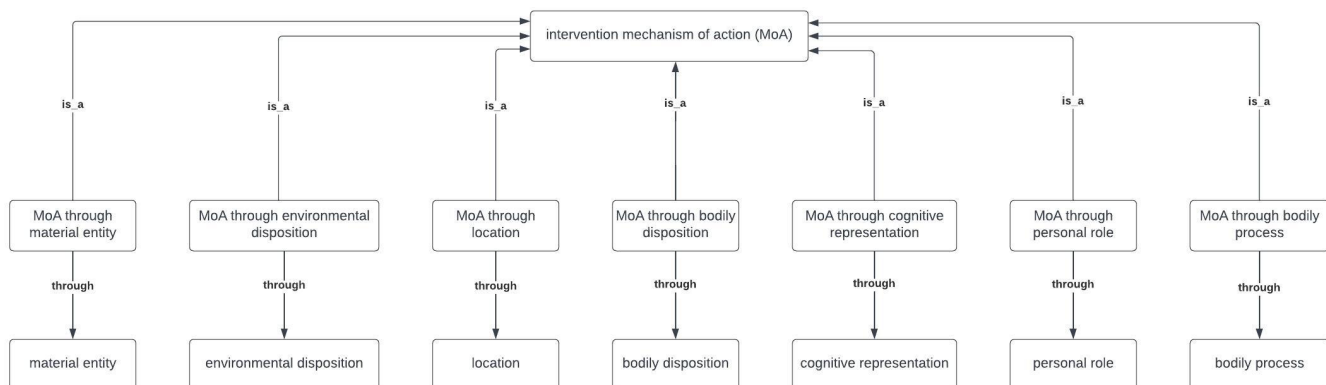 intervention mechanism of action (MoA)
is_a
is_a
is_a
is_a
is_a
is_a
is_a
MoA through
material entity
MoA through environmental
disposition
MoA through
location
MoA through bodily
disposition
MoA through cognitive
representation
MoA through
personal role
MoA through bodily
process
through
through
through
through
through
through
through
material entity
environmental disposition
location
bodily disposition
cognitive representation
personal role
bodily process